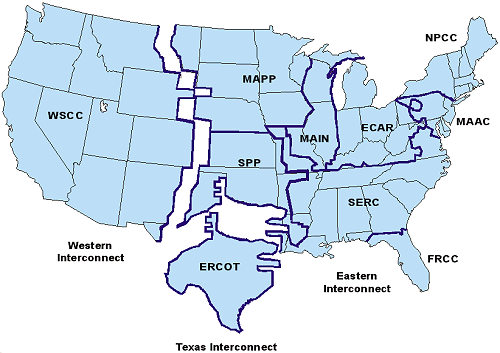 NPCC
MAPP
WSCC
MAAC
MAIN
ECAR
SPP
SERC
Western
Interconnect
FRCC
ERCOT
Eastern
Interconnect
Texas Interconnect